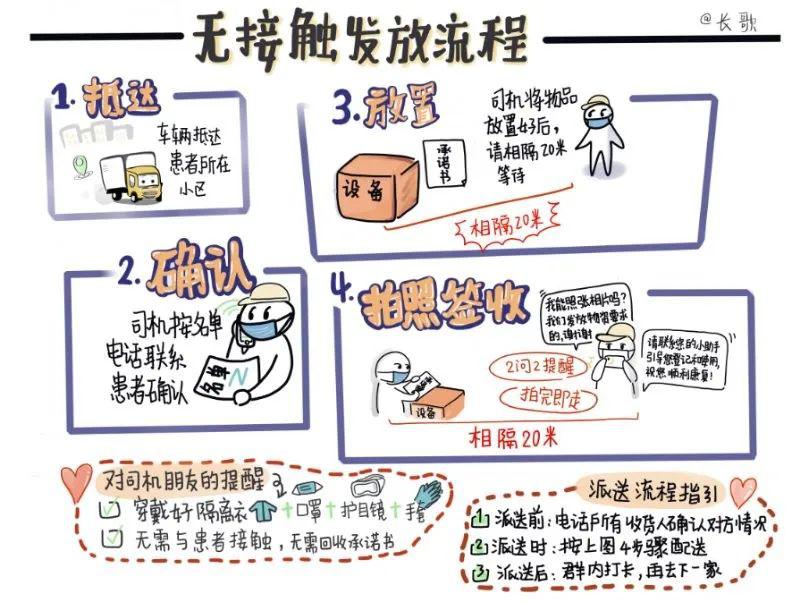 无接触发放流程
@长歌
1. 抵达
车辆抵达
患者所在
小区
2. 确认
司机按名单
电话联系
患者确认
名单
3. 放置
司机将物品
放置好后,
请相隔20米
等待
设备
承诺书
相隔20米
4. 拍照签收
我能照张相片吗?
我们发放物资要求
的,谢谢
请联系您的小助手
引导您登记和使用,
祝您顺利康复!
2问2提醒
拍完即走
设备
相隔20米
对司机朋友的提醒
穿戴好隔离衣+口罩+护目镜+手套
无需与患者接触,无需回收承诺书
派送流程指引
1 派送前:电话所有收货人确认对方情况
2 派送时:按上图4步骤配送
3 派送后:群内打卡,再去下一家